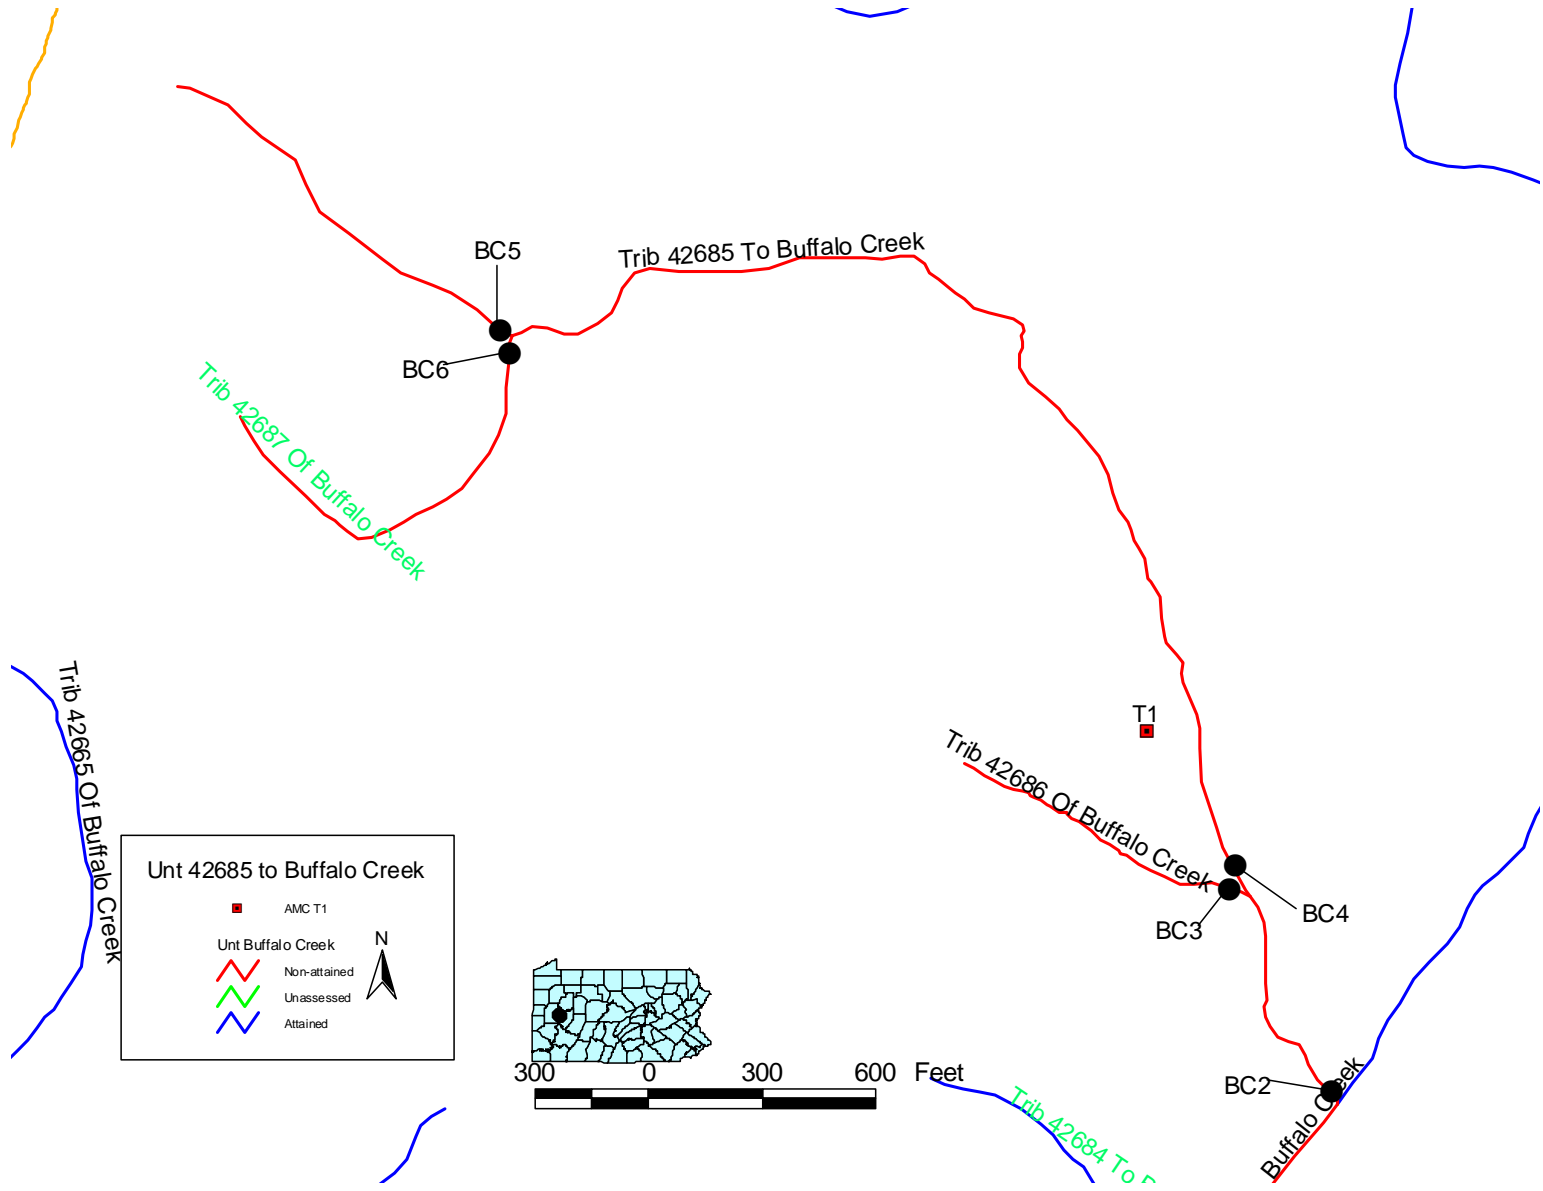 BC5
Trib 42685 To Buffalo Creek
BC6
Trib 42687 Of Buffalo Creek
Trib 42665 Of Buffalo Creek
T1
Trib 42686 Of Buffalo Creek
BC4
BC3
Unt 42685 to Buffalo Creek
AMC T1
Unt Buffalo Creek
N
Non-attained
Unassessed
Attained
300 0 300 600 Feet
BC2
Buffalo Creek
Trib 42684 To